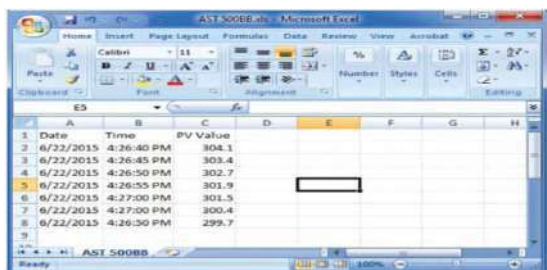 AST 500BB.xls - Microsoft Excel
Home Insert Page Layout Formulas Data Review View Acrobat
Paste Calibri 11 Number Styles Cells
B I U A A
Clipboard Font Alignment Editing
E5 fx
A B C D E F G H
1 Date Time PV Value
2 6/22/2015 4:26:40 PM 304.1
3 6/22/2015 4:26:45 PM 303.4
4 6/22/2015 4:26:50 PM 302.7
5 6/22/2015 4:26:55 PM 301.9
6 6/22/2015 4:27:00 PM 301.5
7 6/22/2015 4:27:00 PM 300.4
8 6/22/2015 4:26:50 PM 299.7
9
AST 500BB
Ready 100%